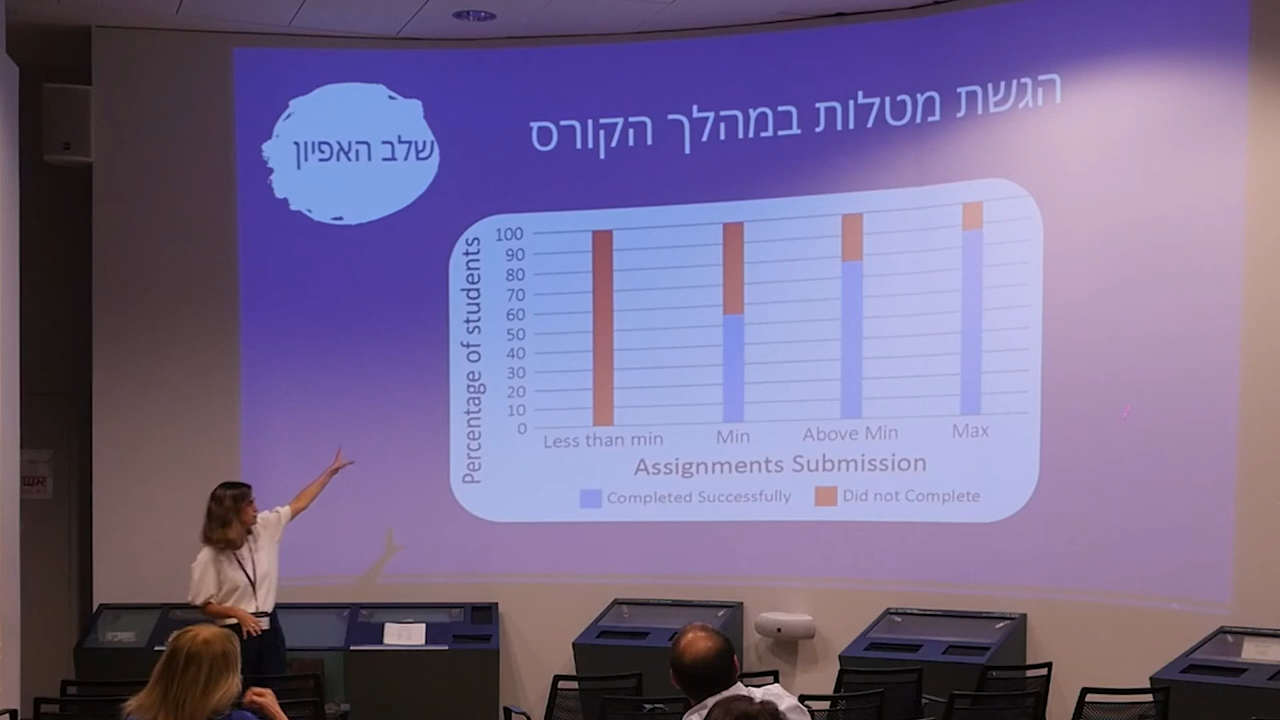 הגשת מטלות במהלך הקורס
שלב האפיון
Percentage of students
100
90
80
70
60
50
40
30
20
10
0
Less than min Min Above Min Max
Assignments Submission
Completed Successfully Did not Complete